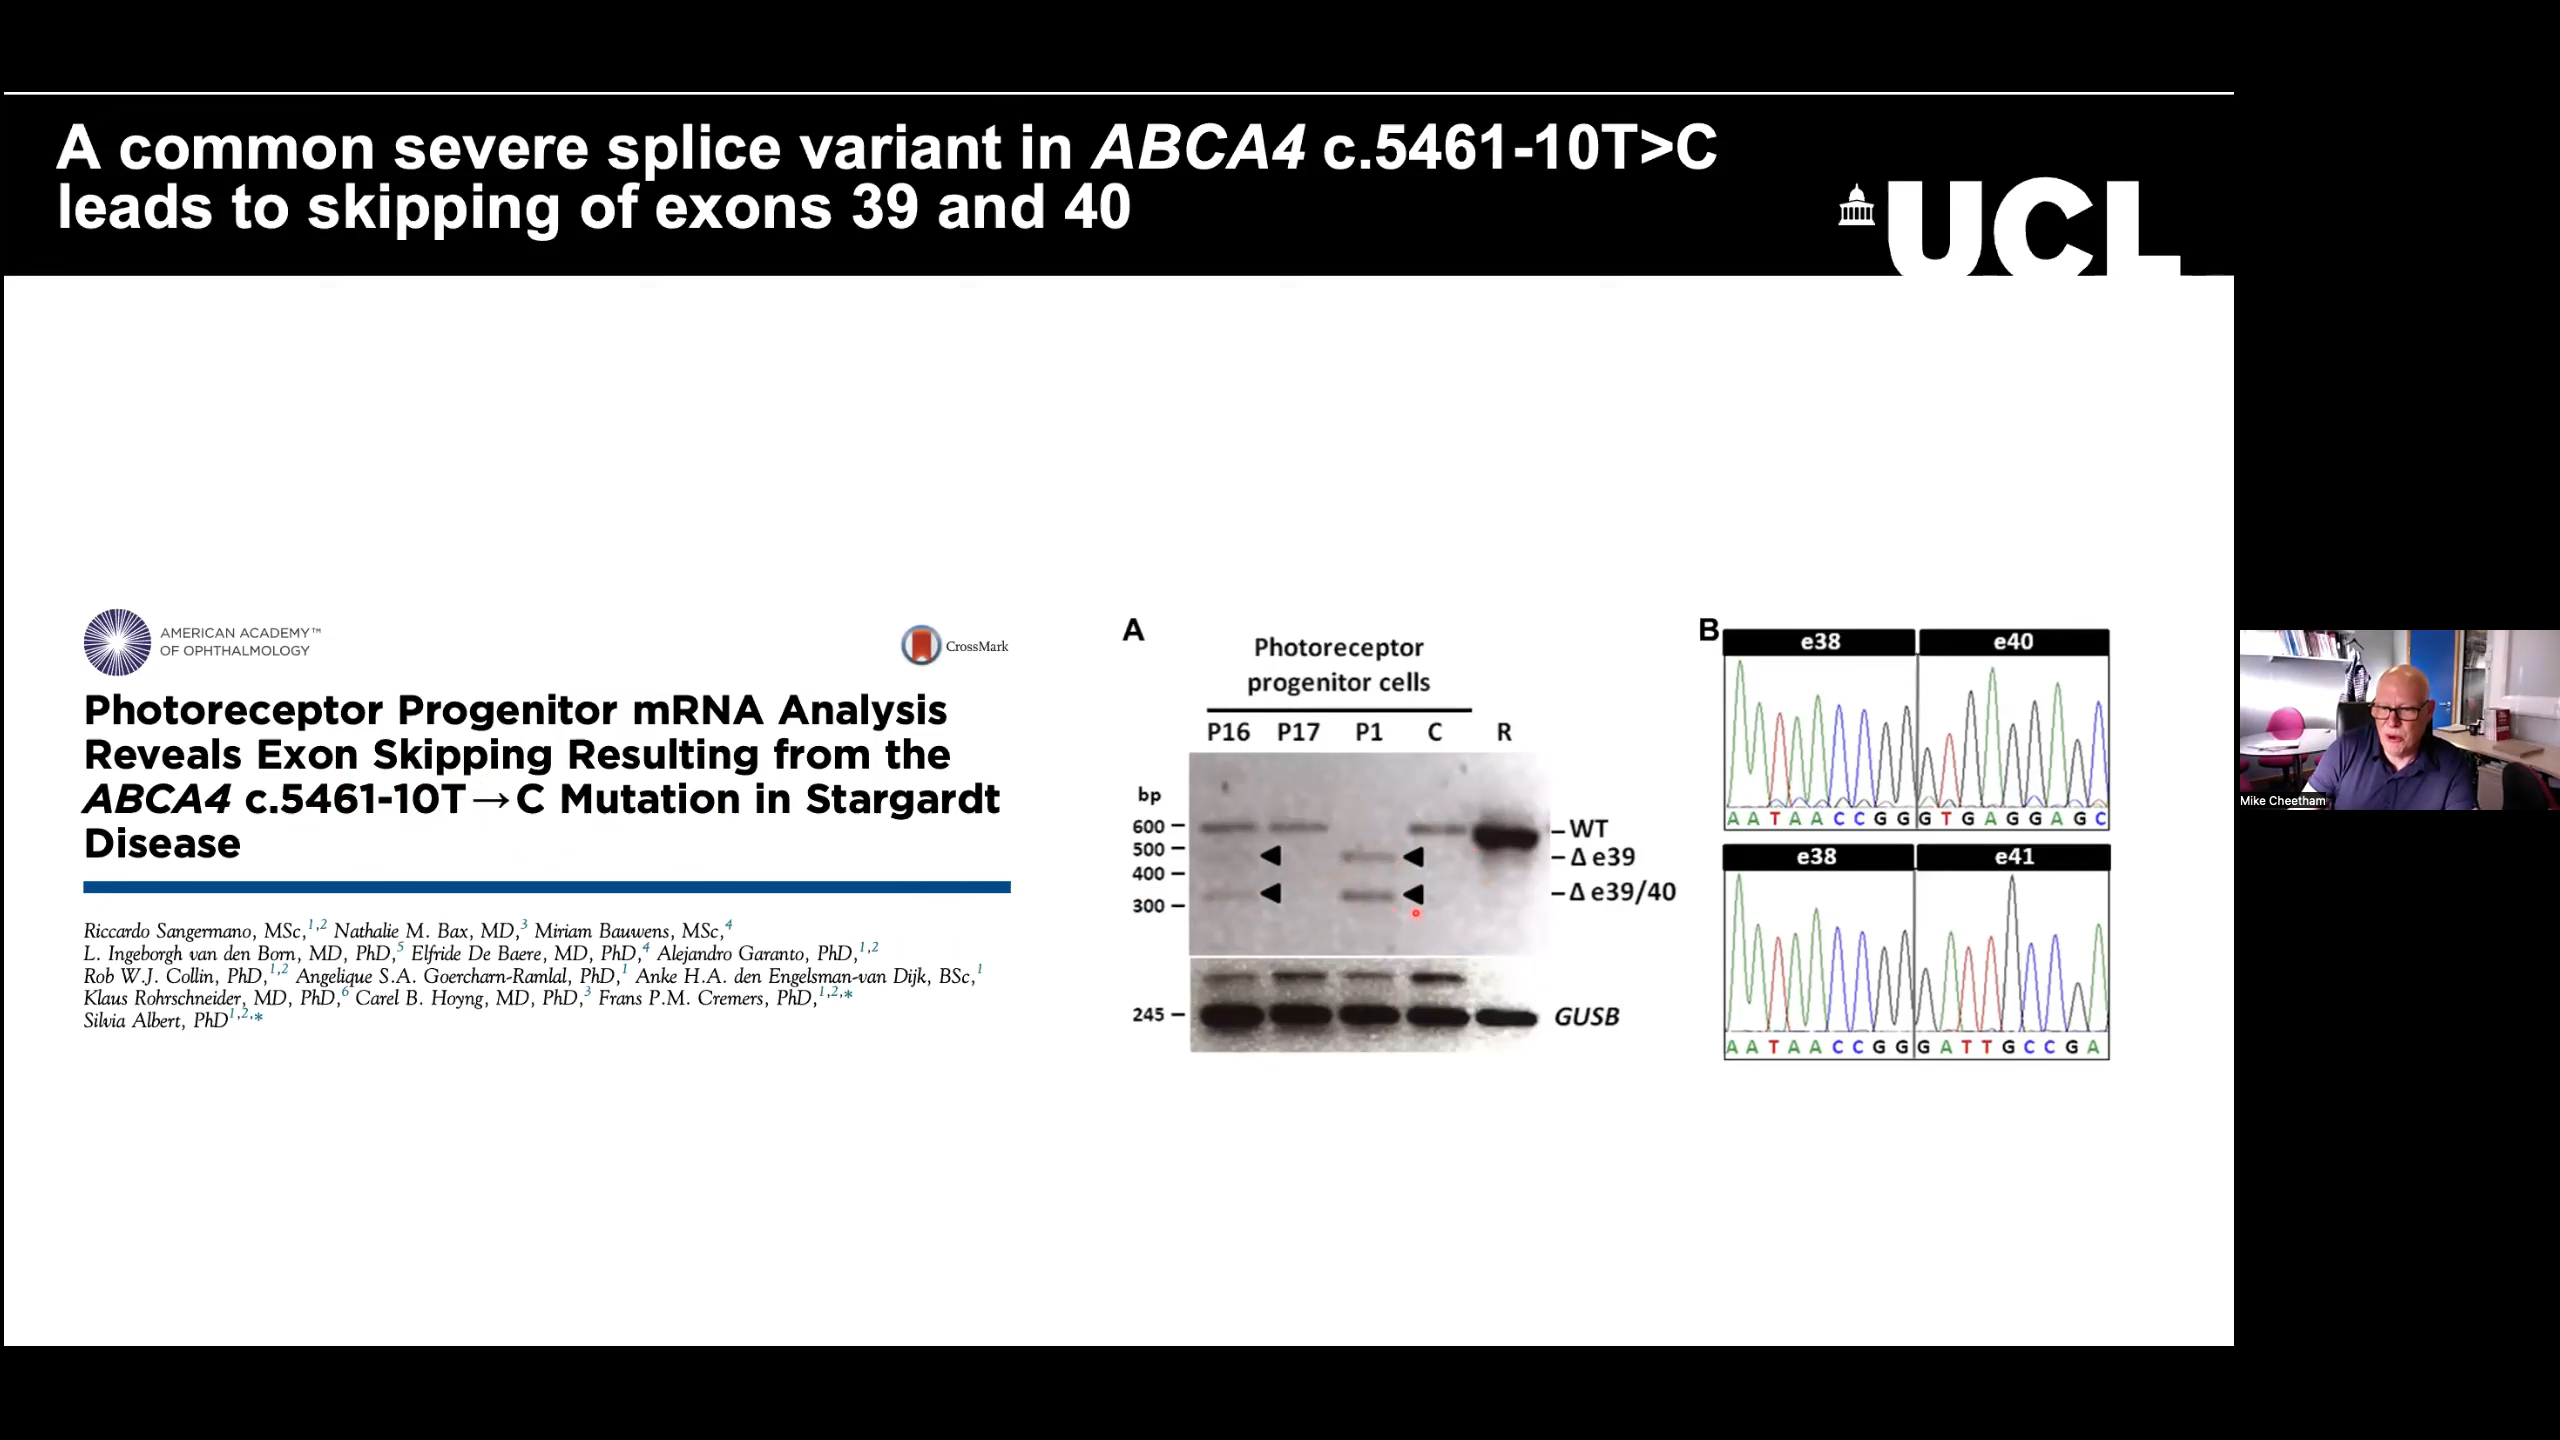 A common severe splice variant in ABCA4 c.5461-10T>C
leads to skipping of exons 39 and 40
UCL
AMERICAN ACADEMY™
OF OPHTHALMOLOGY
CrossMark
Photoreceptor Progenitor mRNA Analysis
Reveals Exon Skipping Resulting from the
ABCA4 c.5461-10T→C Mutation in Stargardt
Disease
Riccardo Sangermano, MSc,1,2 Nathalie M. Bax, MD,3 Miriam Bauwens, MSc,4
L. Ingeborgh van den Born, MD, PhD,5 Elfride De Baere, MD, PhD,4 Alejandro Garanto, PhD,1,2
Rob W.J. Collin, PhD,1,2 Angelique S.A. Goercharn-Ramlal, PhD,1 Anke H.A. den Engelsman-van Dijk, BSc,1
Klaus Rohrschneider, MD, PhD,6 Carel B. Hoyng, MD, PhD,3 Frans P.M. Cremers, PhD,1,2,*
Silvia Albert, PhD1,2,*
A
Photoreceptor
progenitor cells
P16 P17 P1 C R
bp
600
500
400
300
245
WT
Δ e39
Δ e39/40
GUSB
B
e38 e40
A A T A A C C G G G T G A G G A G C
e38 e41
A A T A A C C G G G A T T G C C G A
Mike Cheetham